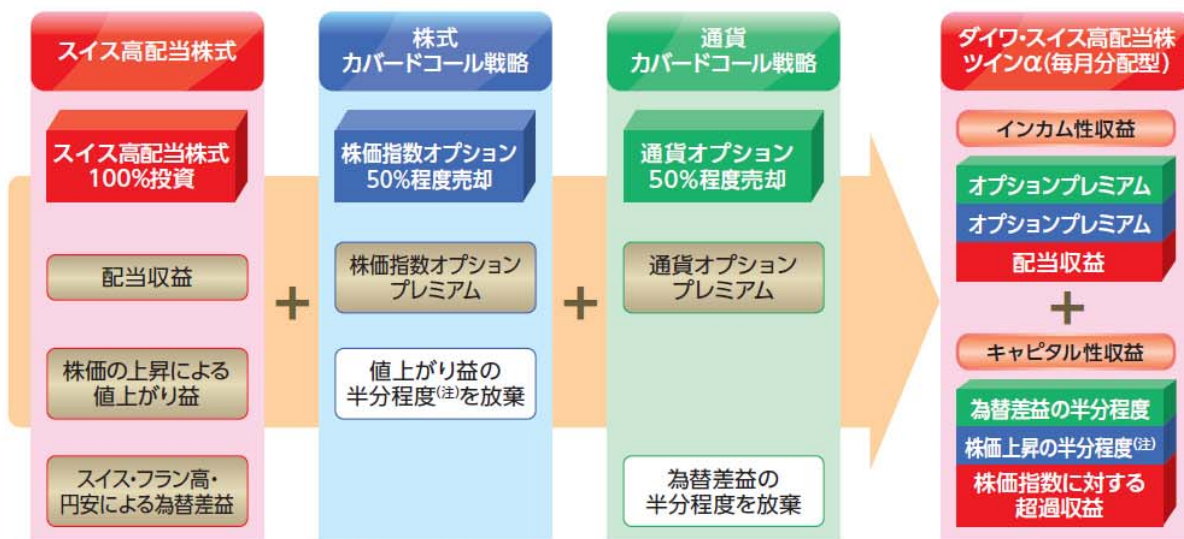 スイス高配当株式
スイス高配当株式
100%投資
配当収益
株価の上昇による
値上がり益
スイス・フラン高・
円安による為替差益
+
株式
カバードコール戦略
株価指数オプション
50%程度売却
株価指数オプション
プレミアム
値上がり益の
半分程度(注)を放棄
+
通貨
カバードコール戦略
通貨オプション
50%程度売却
通貨オプション
プレミアム
為替差益の
半分程度を放棄
ダイワ・スイス高配当株
ツインα(毎月分配型)
インカム性収益
オプションプレミアム
オプションプレミアム
配当収益
+
キャピタル性収益
為替差益の半分程度
株価上昇の半分程度(注)
株価指数に対する
超過収益